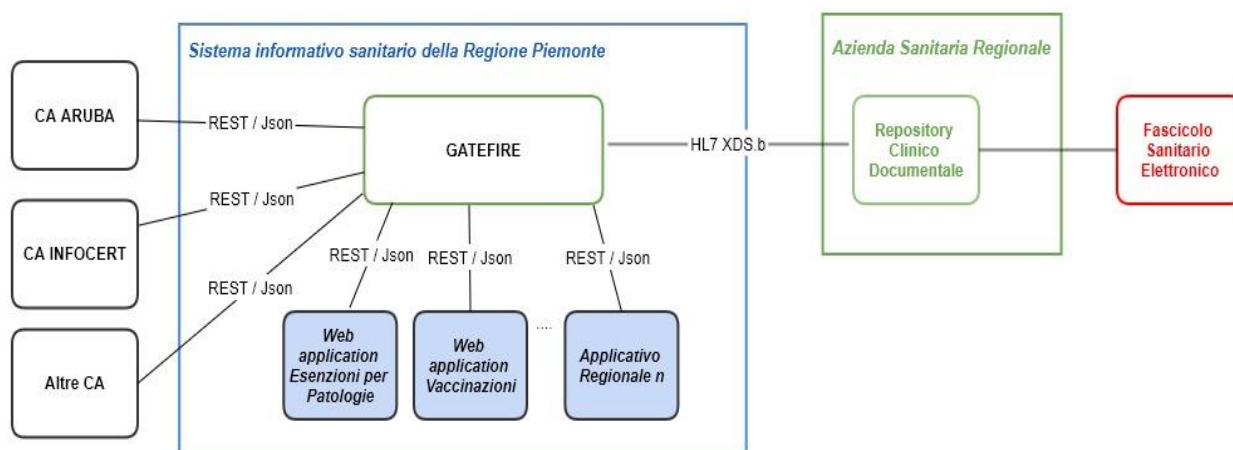 Sistema informativo sanitario della Regione Piemonte
Azienda Sanitaria Regionale
CA ARUBA
REST / Json
GATEFIRE
HL7 XDS.b
Repository
Clinico
Documentale
Fascicolo
Sanitario
Elettronico
CA INFOCERT
REST / Json
REST / Json
REST / Json
REST / Json
REST / Json
Altre CA
Web
application
Esenzioni per
Patologie
Web
application
Vaccinazioni
....
Applicativo
Regionale n